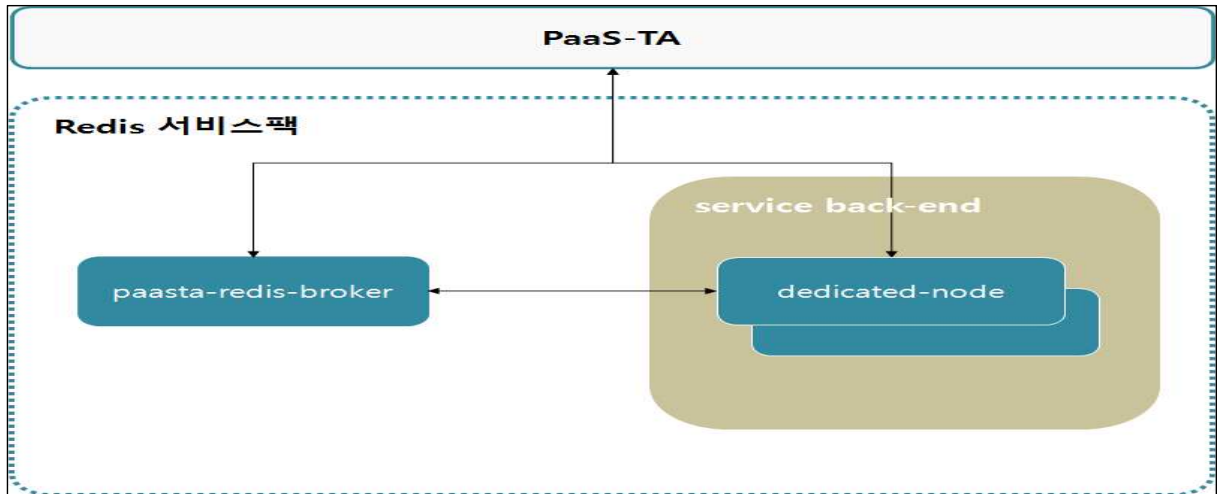 PaaS-TA
Redis 서비스팩
service back-end
paasta-redis-broker
dedicated-node